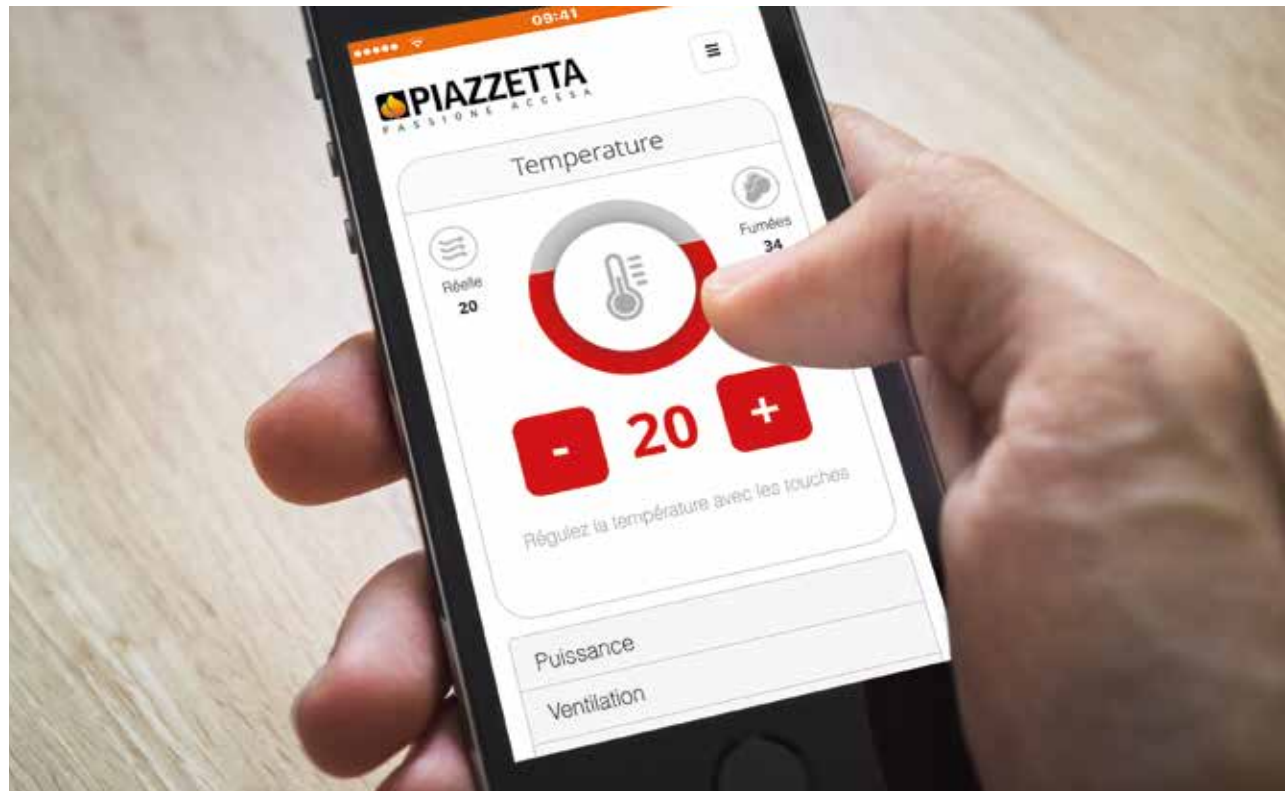 09:41
PIAZZETTA
PASSIONE ACCESA
Temperature
Réelle
20
Fumées
34
- 20 +
Régulez la température avec les touches
Puissance
Ventilation